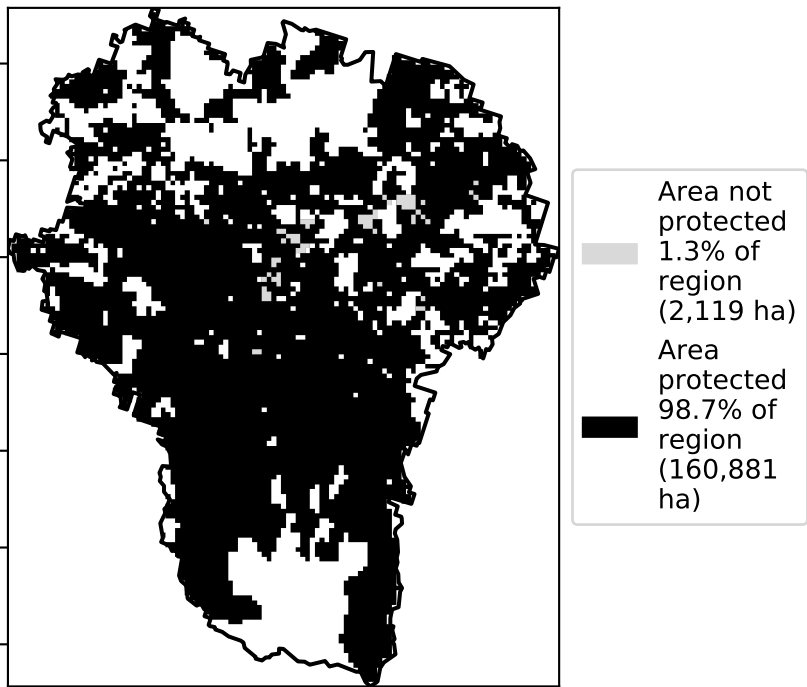 Area not
protected
1.3% of
region
(2,119 ha)
Area
protected
98.7% of
region
(160,881
ha)